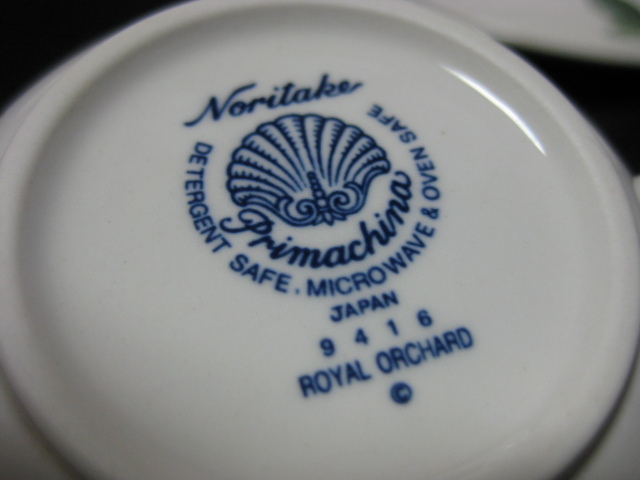 Noritake
Primachina
DETERGENT SAFE. MICROWAVE & OVEN SAFE
JAPAN
9416
ROYAL ORCHARD
©